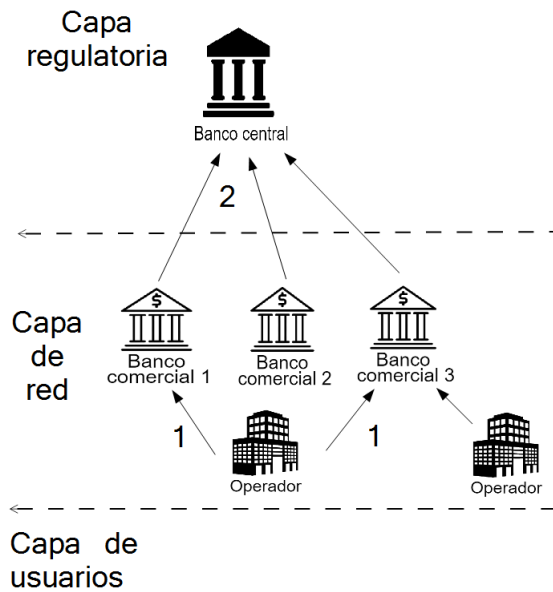 Capa
regulatoria
Banco central
2
Capa
de
red
$
$
$
Banco
comercial 1
Banco
comercial 2
Banco
comercial 3
1
1
Operador
Operador
Capa de
usuarios